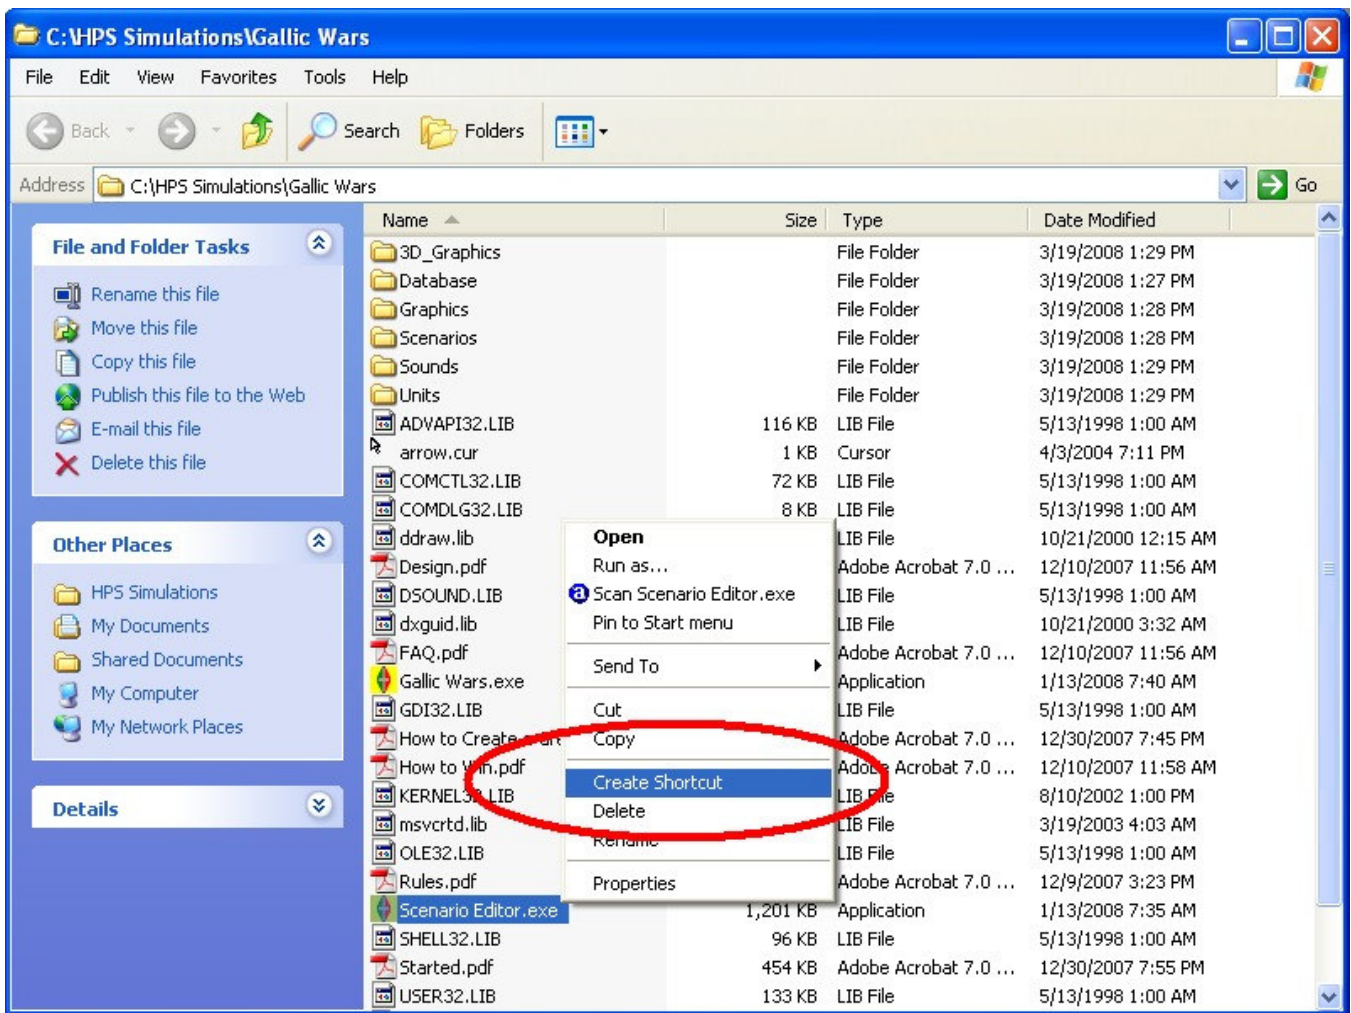 C:\HPS Simulations\Gallic Wars
File Edit View Favorites Tools Help
Back Search Folders
Address C:\HPS Simulations\Gallic Wars Go
File and Folder Tasks
Rename this file
Move this file
Copy this file
Publish this file to the Web
E-mail this file
Delete this file
Other Places
HPS Simulations
My Documents
Shared Documents
My Computer
My Network Places
Details
Name Size Type Date Modified
3D_Graphics File Folder 3/19/2008 1:29 PM
Database File Folder 3/19/2008 1:27 PM
Graphics File Folder 3/19/2008 1:28 PM
Scenarios File Folder 3/19/2008 1:28 PM
Sounds File Folder 3/19/2008 1:29 PM
Units File Folder 3/19/2008 1:29 PM
ADVAPI32.LIB 116 KB LIB File 5/13/1998 1:00 AM
arrow.cur 1 KB Cursor 4/3/2004 7:11 PM
COMCTL32.LIB 72 KB LIB File 5/13/1998 1:00 AM
COMDLG32.LIB 8 KB LIB File 5/13/1998 1:00 AM
ddraw.lib LIB File 10/21/2000 12:15 AM
Design.pdf Adobe Acrobat 7.0 ... 12/10/2007 11:56 AM
DSOUND.LIB LIB File 5/13/1998 1:00 AM
dxguid.lib LIB File 10/21/2000 3:32 AM
FAQ.pdf Adobe Acrobat 7.0 ... 12/10/2007 11:56 AM
Gallic Wars.exe Application 1/13/2008 7:40 AM
GDI32.LIB LIB File 5/13/1998 1:00 AM
How to Create Adobe Acrobat 7.0 ... 12/30/2007 7:45 PM
How to Win.pdf Adobe Acrobat 7.0 ... 12/10/2007 11:58 AM
KERNEL32.LIB LIB File 8/10/2002 1:00 PM
msvcrtd.lib LIB File 3/19/2003 4:03 AM
OLE32.LIB LIB File 5/13/1998 1:00 AM
Rules.pdf Adobe Acrobat 7.0 ... 12/9/2007 3:23 PM
Scenario Editor.exe 1,201 KB Application 1/13/2008 7:35 AM
SHELL32.LIB 96 KB LIB File 5/13/1998 1:00 AM
Started.pdf 454 KB Adobe Acrobat 7.0 ... 12/30/2007 7:55 PM
USER32.LIB 133 KB LIB File 5/13/1998 1:00 AM
Open
Run as...
Scan Scenario Editor.exe
Pin to Start menu
Send To
Cut
Copy
Create Shortcut
Delete
Rename
Properties